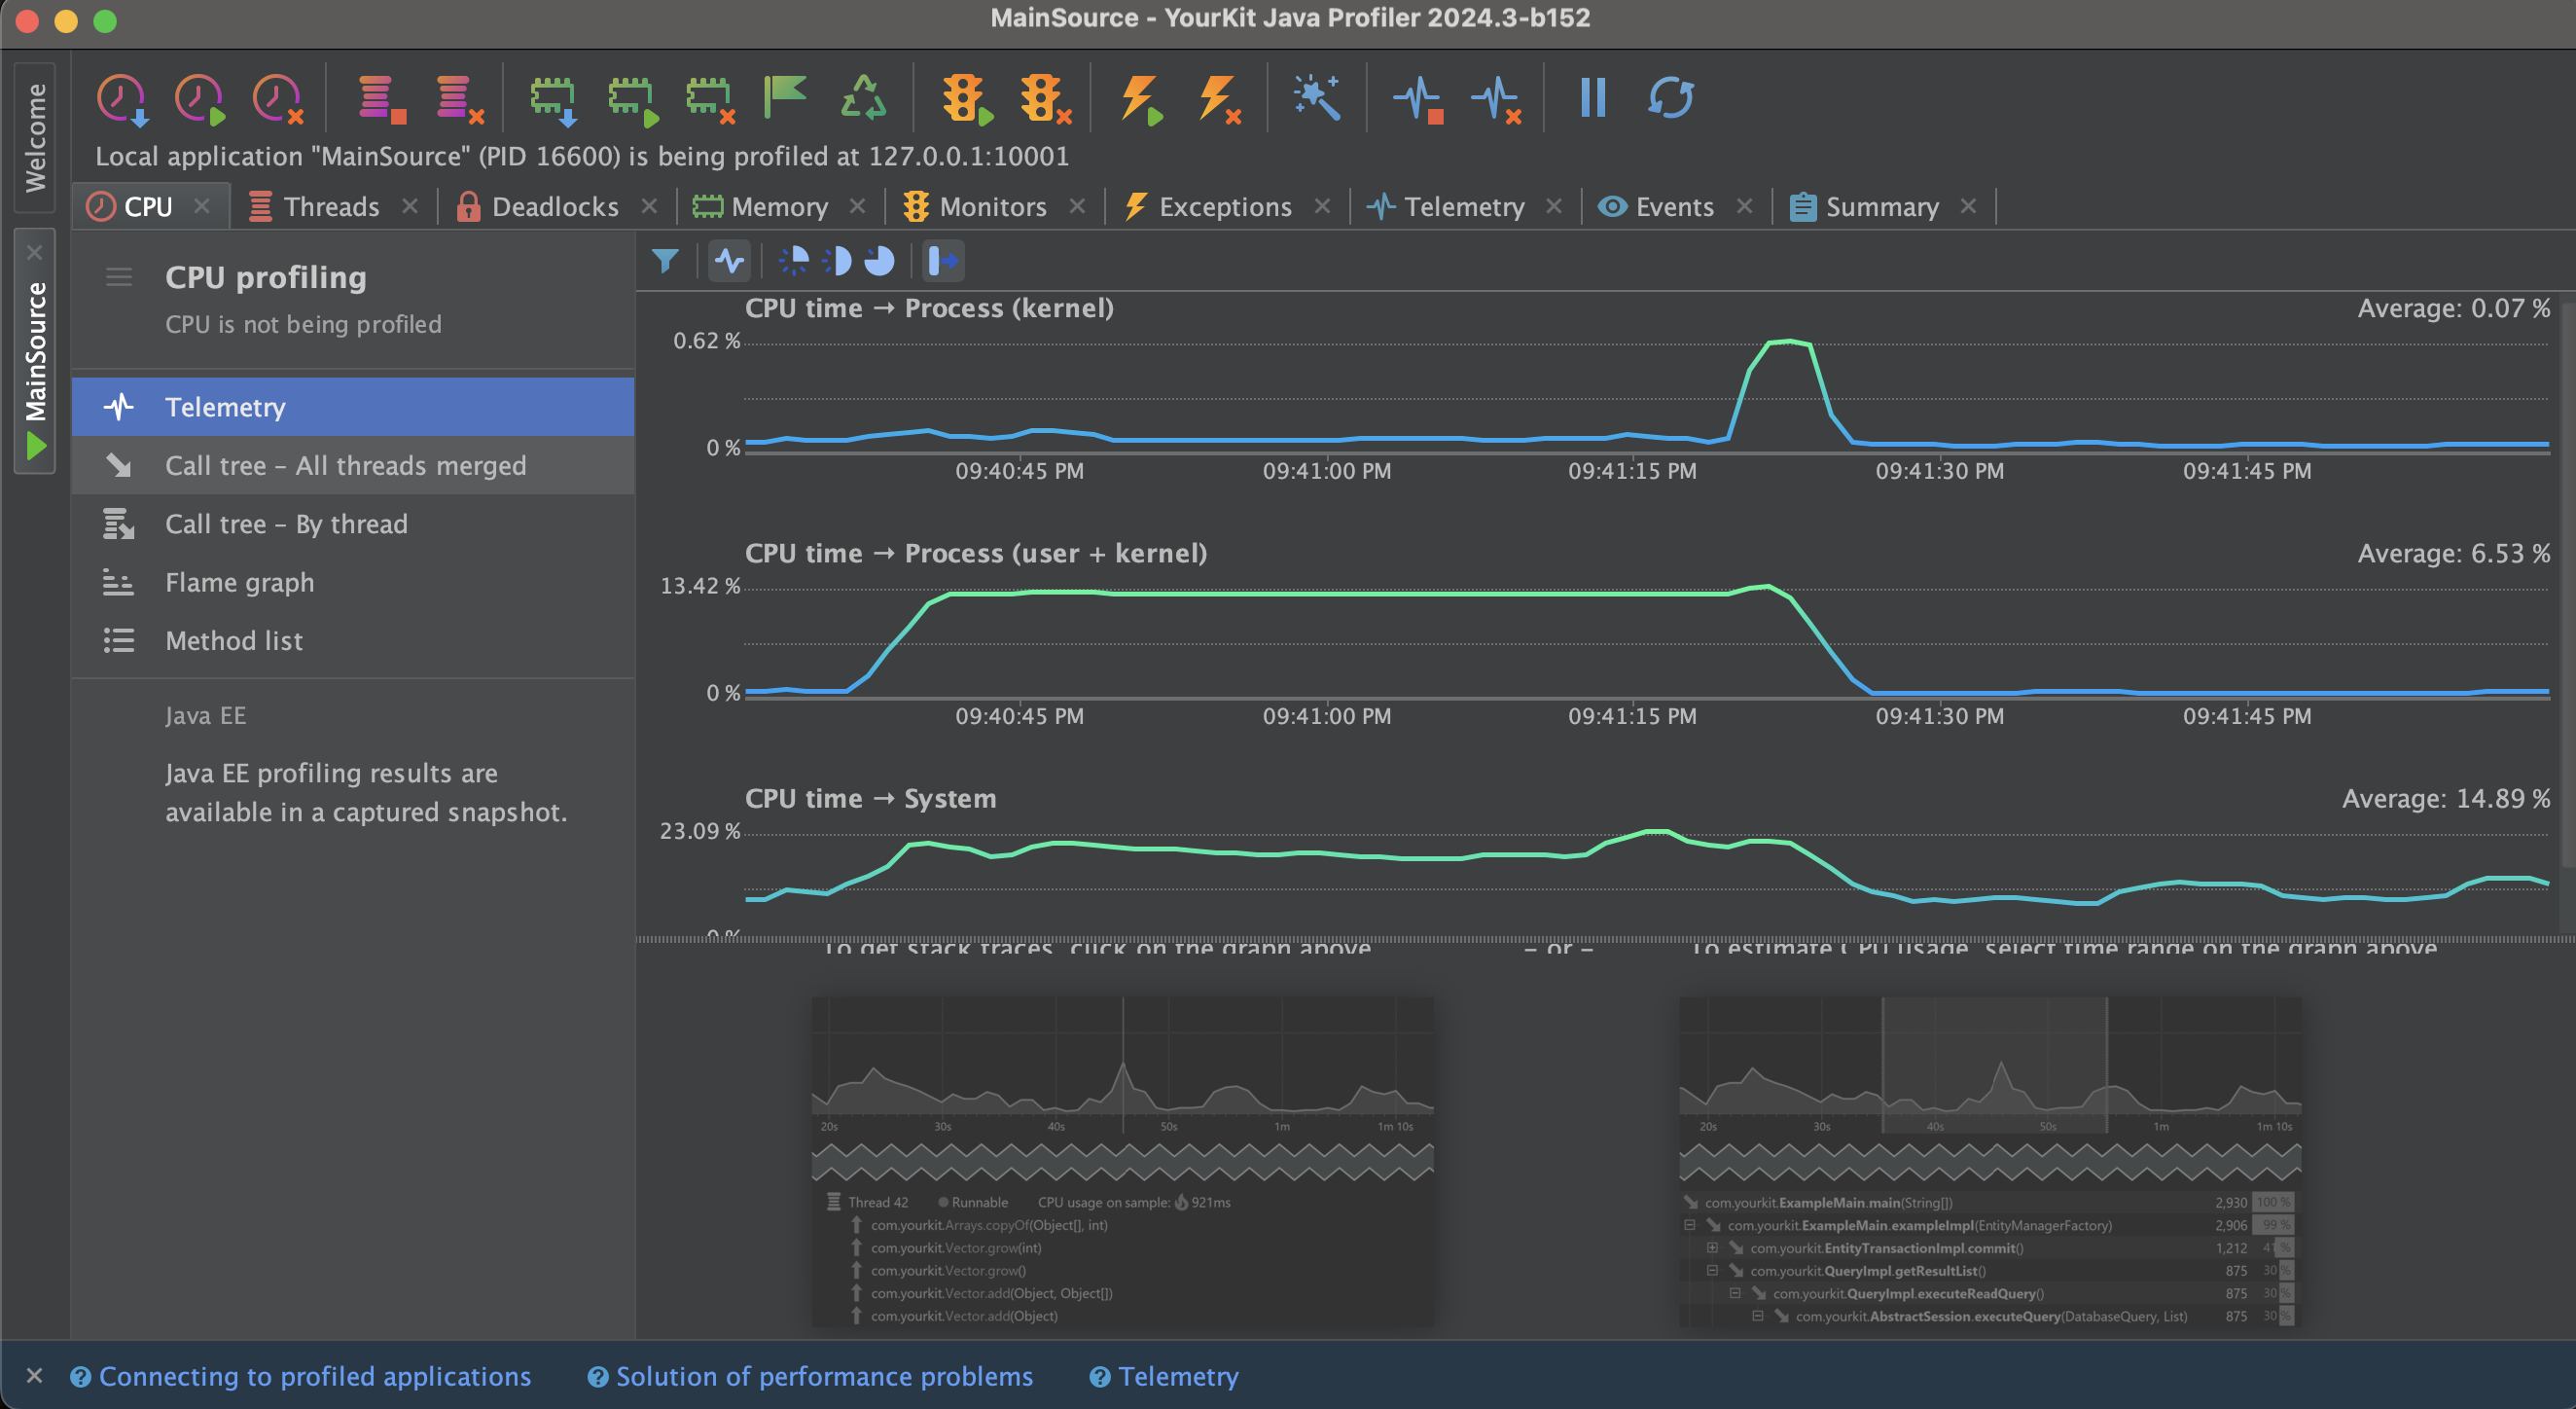 MainSource - YourKit Java Profiler 2024.3-b152
Welcome
MainSource
Local application "MainSource" (PID 16600) is being profiled at 127.0.0.1:10001
CPU Threads Deadlocks Memory Monitors Exceptions Telemetry Events Summary
CPU profiling
CPU is not being profiled
Telemetry
Call tree – All threads merged
Call tree – By thread
Flame graph
Method list
Java EE
Java EE profiling results are
available in a captured snapshot.
CPU time → Process (kernel) Average: 0.07 %
0.62 %
0 %
09:40:45 PM 09:41:00 PM 09:41:15 PM 09:41:30 PM 09:41:45 PM
CPU time → Process (user + kernel) Average: 6.53 %
13.42 %
0 %
09:40:45 PM 09:41:00 PM 09:41:15 PM 09:41:30 PM 09:41:45 PM
CPU time → System Average: 14.89 %
23.09 %
0 %
To get stack traces, click on the graph above – or – To estimate CPU usage, select time range on the graph above
20s 30s 40s 50s 1m 1m 10s
Thread 42 Runnable CPU usage on sample: 921ms
com.yourkit.Arrays.copyOf(Object[], int)
com.yourkit.Vector.grow(int)
com.yourkit.Vector.grow()
com.yourkit.Vector.add(Object, Object[])
com.yourkit.Vector.add(Object)
20s 30s 40s 50s 1m 1m 10s
com.yourkit.ExampleMain.main(String[]) 2,930 100 %
com.yourkit.ExampleMain.exampleImpl(EntityManagerFactory) 2,906 99 %
com.yourkit.EntityTransactionImpl.commit() 1,212 41 %
com.yourkit.QueryImpl.getResultList() 875 30 %
com.yourkit.QueryImpl.executeReadQuery() 875 30 %
com.yourkit.AbstractSession.executeQuery(DatabaseQuery, List) 875 30 %
Connecting to profiled applications Solution of performance problems Telemetry